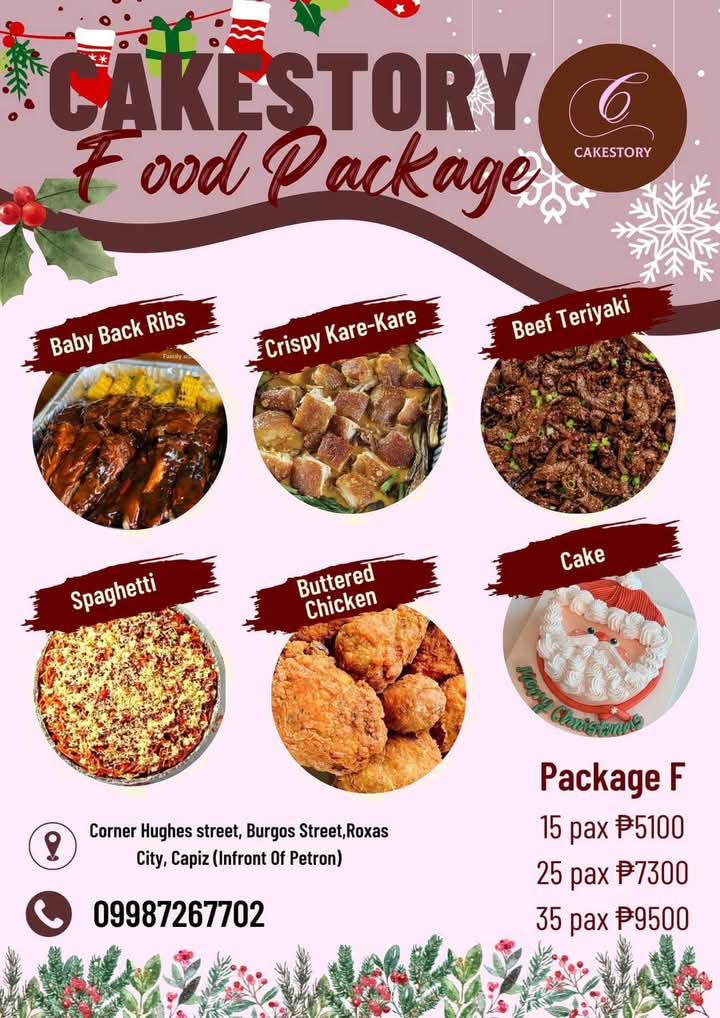 CAKESTORY
Food Package
C
CAKESTORY
Baby Back Ribs
Crispy Kare-Kare
Beef Teriyaki
Spaghetti
Buttered
Chicken
Cake
Merry Christmas
Package F
15 pax ₱5100
25 pax ₱7300
35 pax ₱9500
Corner Hughes street, Burgos Street,Roxas
City, Capiz (Infront Of Petron)
09987267702